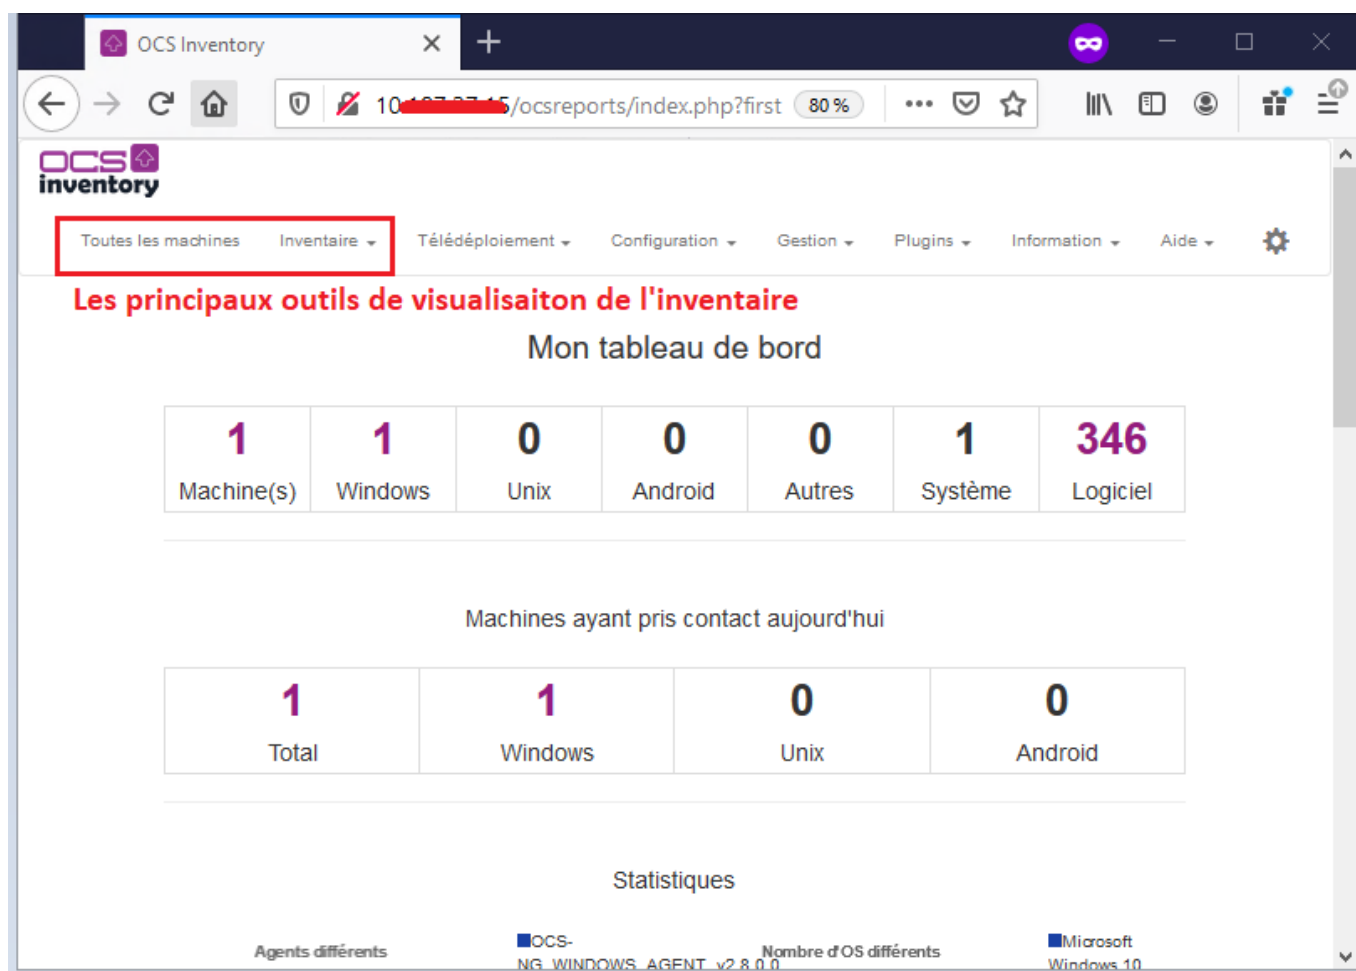 OCS Inventory
/ocsreports/index.php?first 80 %
OCS
inventory
Toutes les machines Inventaire Télédéploiement Configuration Gestion Plugins Information Aide
Les principaux outils de visualisaiton de l'inventaire
Mon tableau de bord
1 1 0 0 0 1 346
Machine(s) Windows Unix Android Autres Système Logiciel
Machines ayant pris contact aujourd'hui
1 1 0 0
Total Windows Unix Android
Statistiques
Agents différents OCS- Nombre d'OS différents Microsoft
NG_WINDOWS_AGENT_v2.8.0.0 Windows 10